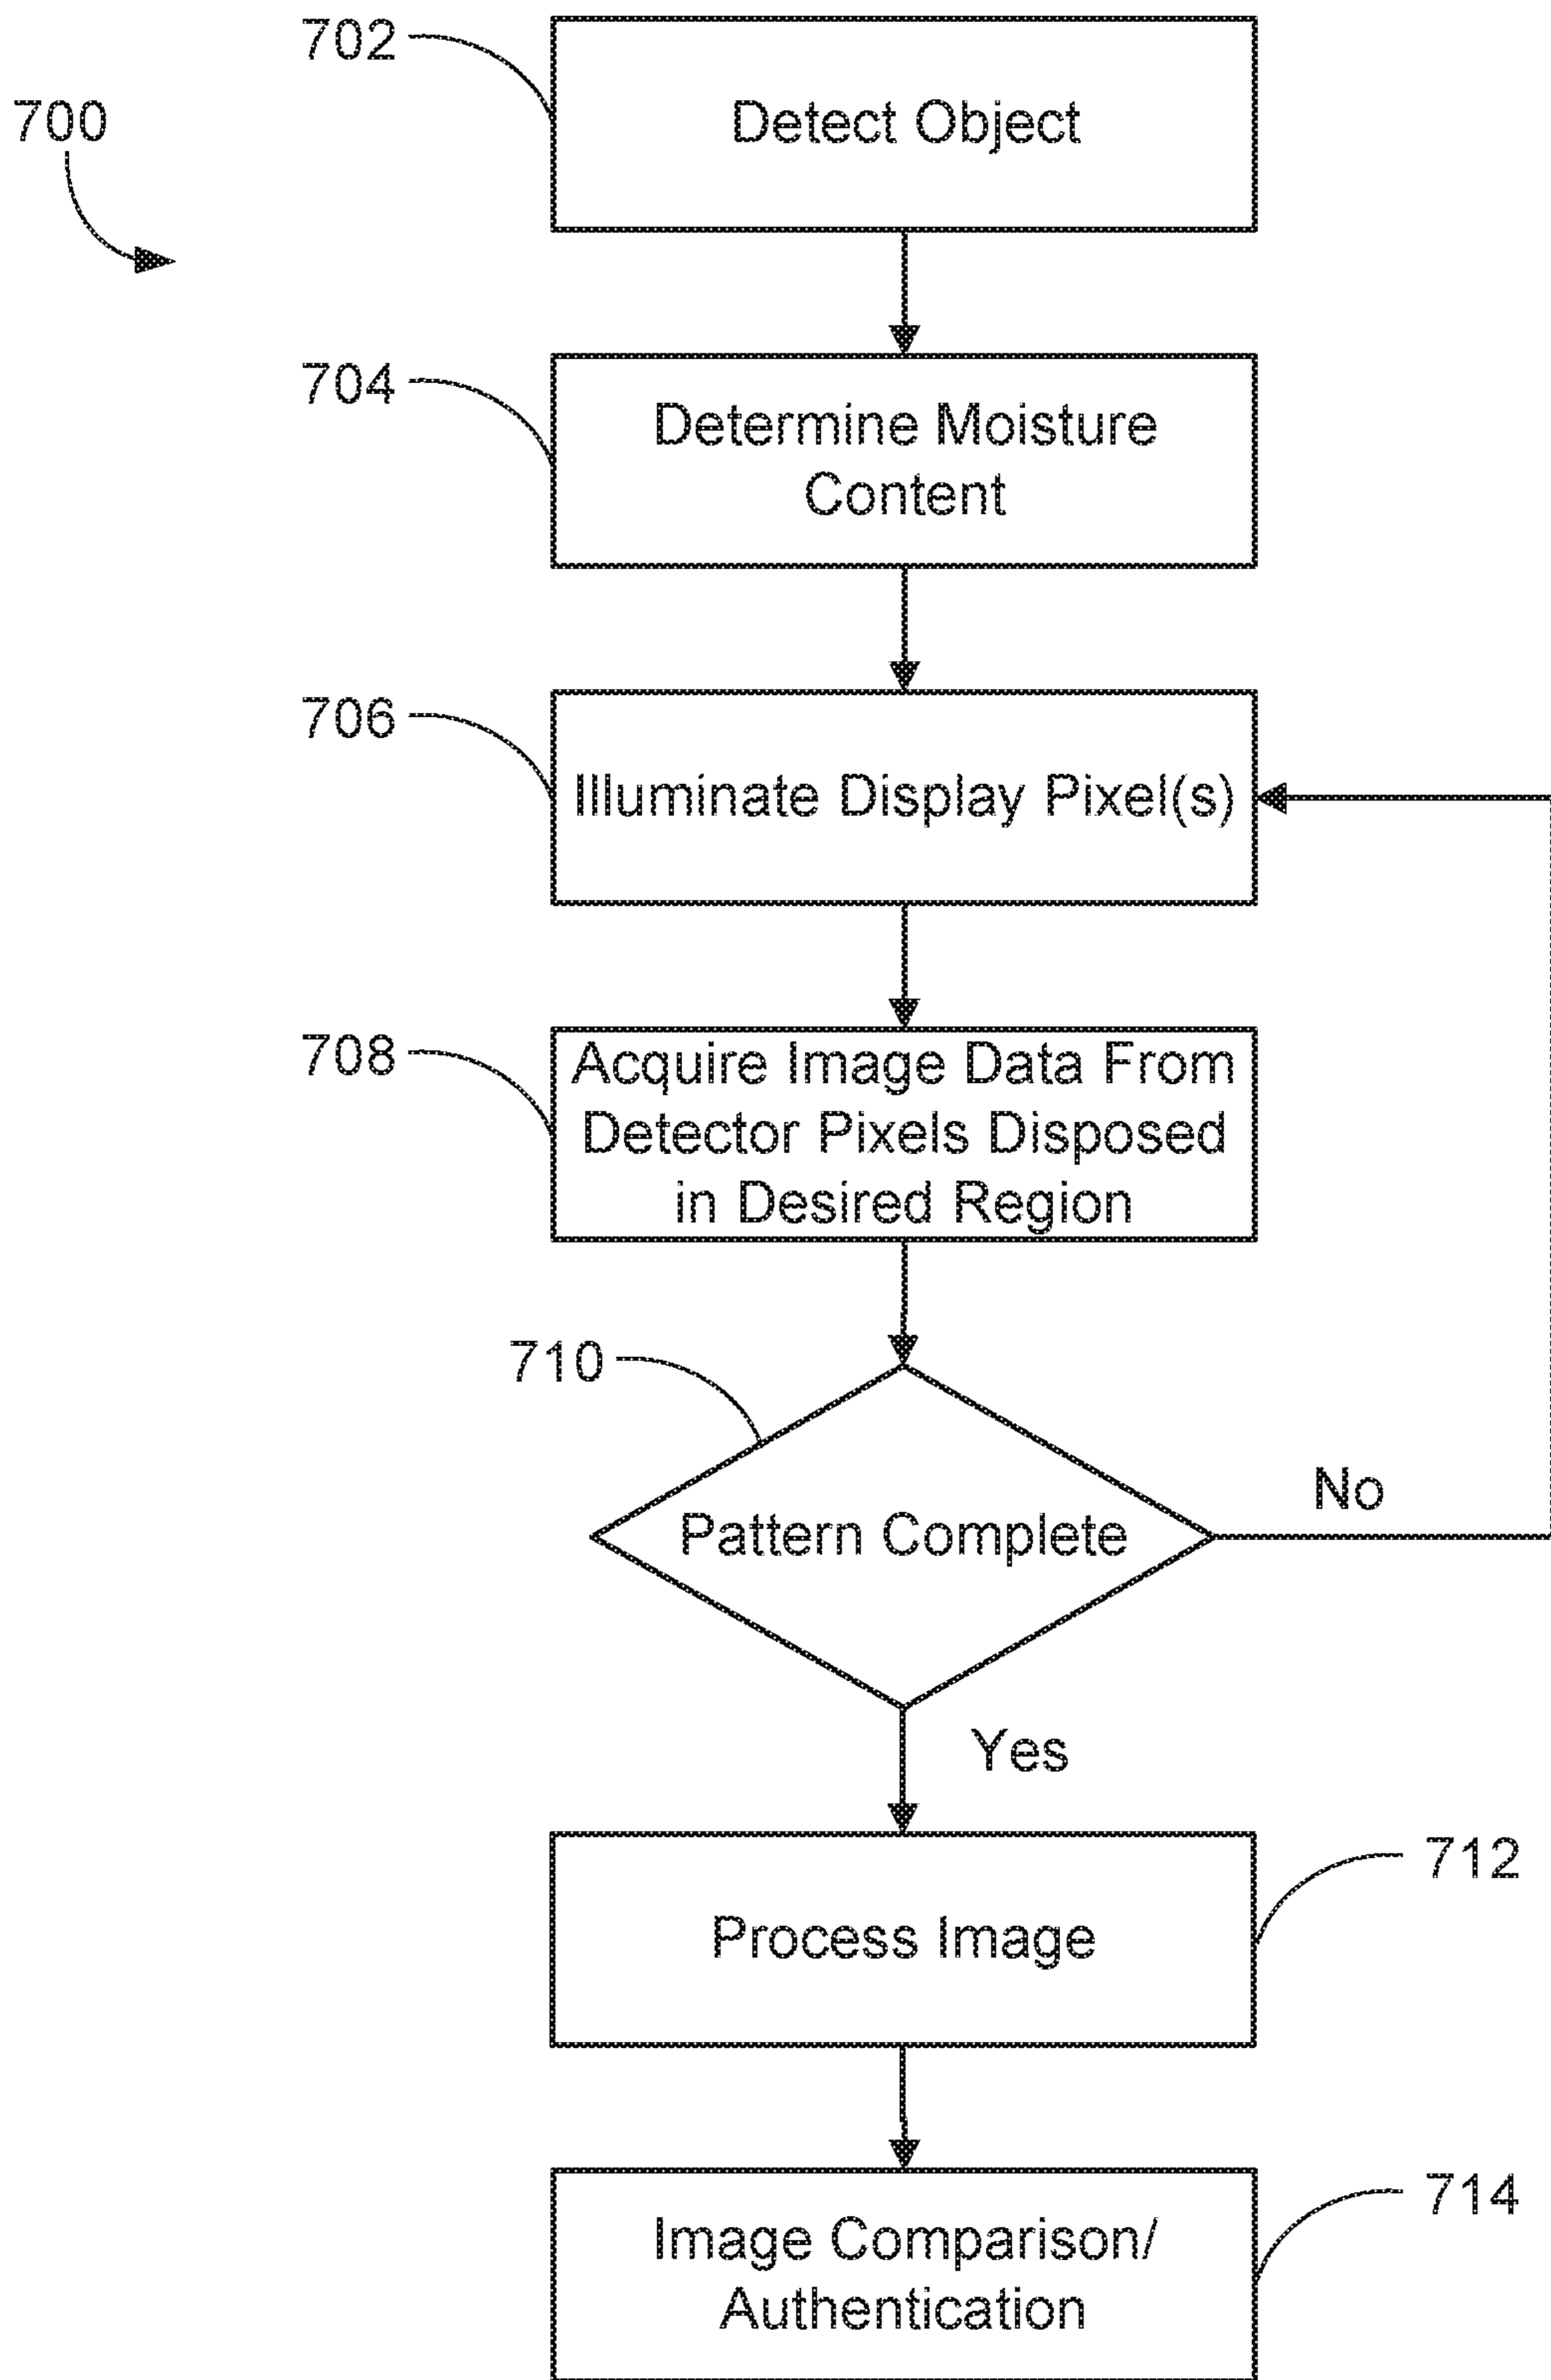 702
700
Detect Object
704
Determine Moisture
Content
706
Illuminate Display Pixel(s)
708
Acquire Image Data From
Detector Pixels Disposed
in Desired Region
710
No
Pattern Complete
Yes
712
Process Image
714
Image Comparison/
Authentication